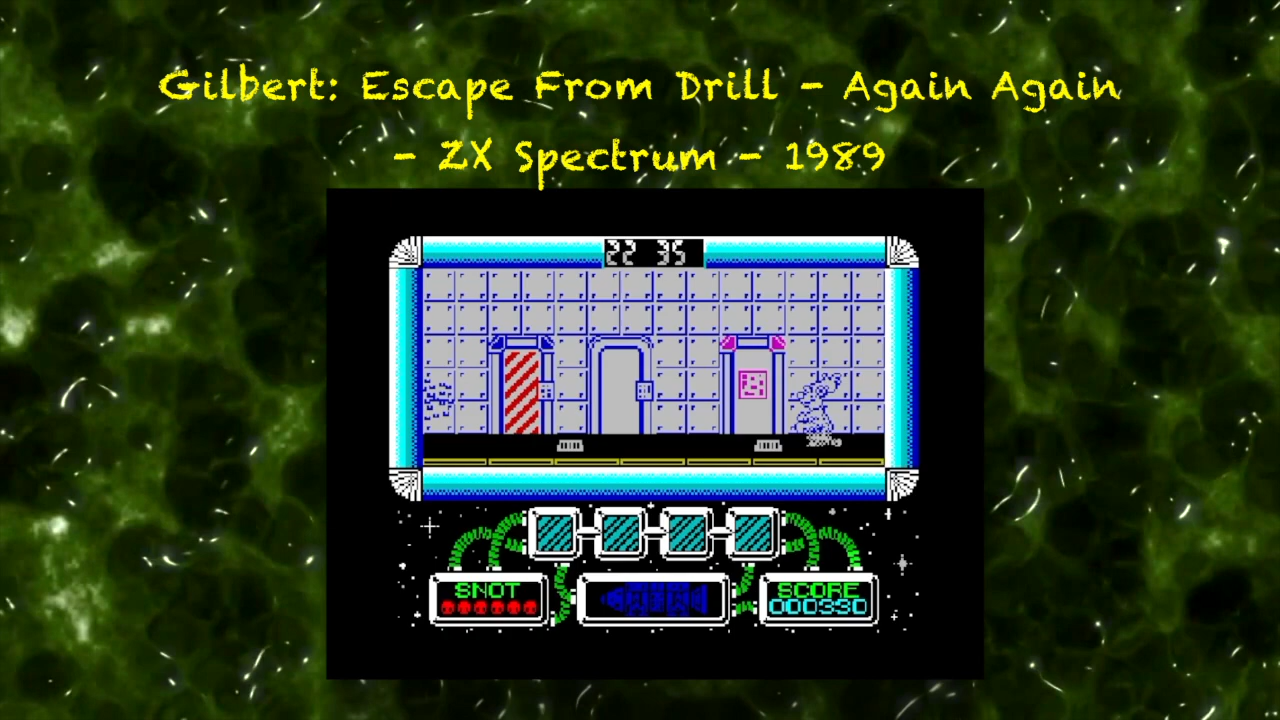 Gilbert: Escape From Drill - Again Again
- ZX Spectrum - 1989
22 35
SNOT
SCORE
000330